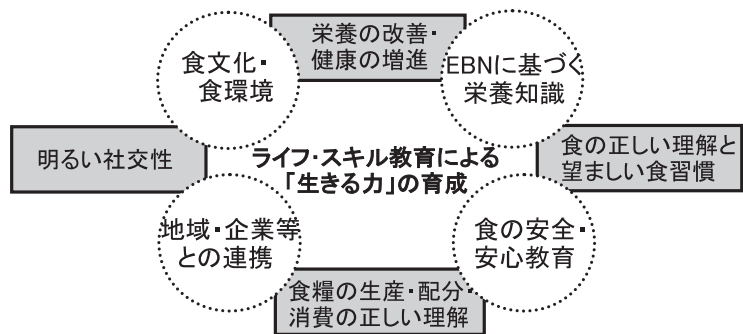 栄養の改善・
健康の増進
食文化・
食環境
EBNに基づく
栄養知識
明るい社交性
ライフ・スキル教育による
「生きる力」の育成
食の正しい理解と
望ましい食習慣
地域・企業等
との連携
食の安全・
安心教育
食糧の生産・配分・
消費の正しい理解